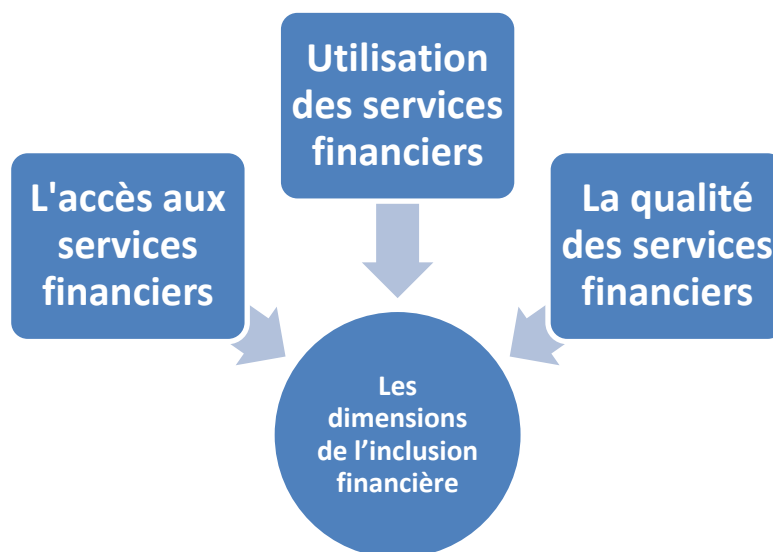 Utilisation
des services
financiers
L'accès aux
services
financiers
La qualité
des services
financiers
Les
dimensions
de l’inclusion
financière